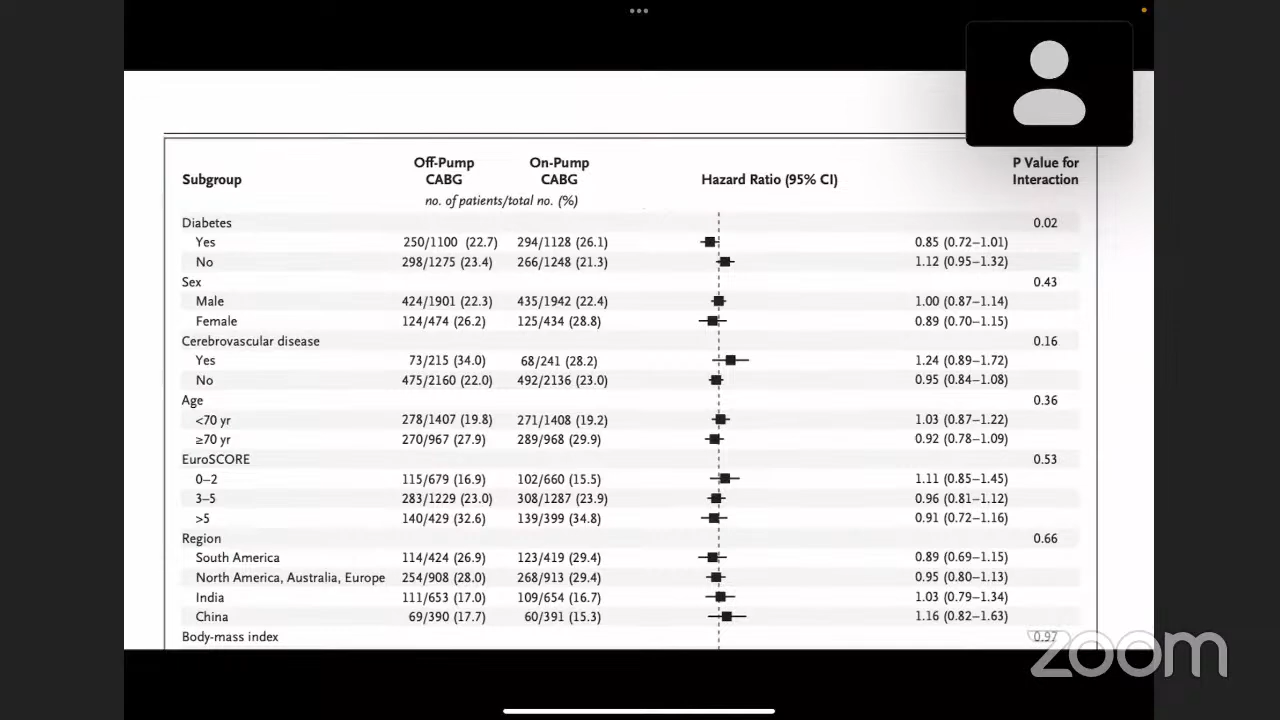 Off-Pump On-Pump P Value for
Subgroup CABG CABG Hazard Ratio (95% CI) Interaction
no. of patients/total no. (%)
Diabetes 0.02
Yes 250/1100 (22.7) 294/1128 (26.1) 0.85 (0.72–1.01)
No 298/1275 (23.4) 266/1248 (21.3) 1.12 (0.95–1.32)
Sex 0.43
Male 424/1901 (22.3) 435/1942 (22.4) 1.00 (0.87–1.14)
Female 124/474 (26.2) 125/434 (28.8) 0.89 (0.70–1.15)
Cerebrovascular disease 0.16
Yes 73/215 (34.0) 68/241 (28.2) 1.24 (0.89–1.72)
No 475/2160 (22.0) 492/2136 (23.0) 0.95 (0.84–1.08)
Age 0.36
<70 yr 278/1407 (19.8) 271/1408 (19.2) 1.03 (0.87–1.22)
≥70 yr 270/967 (27.9) 289/968 (29.9) 0.92 (0.78–1.09)
EuroSCORE 0.53
0–2 115/679 (16.9) 102/660 (15.5) 1.11 (0.85–1.45)
3–5 283/1229 (23.0) 308/1287 (23.9) 0.96 (0.81–1.12)
>5 140/429 (32.6) 139/399 (34.8) 0.91 (0.72–1.16)
Region 0.66
South America 114/424 (26.9) 123/419 (29.4) 0.89 (0.69–1.15)
North America, Australia, Europe 254/908 (28.0) 268/913 (29.4) 0.95 (0.80–1.13)
India 111/653 (17.0) 109/654 (16.7) 1.03 (0.79–1.34)
China 69/390 (17.7) 60/391 (15.3) 1.16 (0.82–1.63)
Body-mass index 0.97
zoom